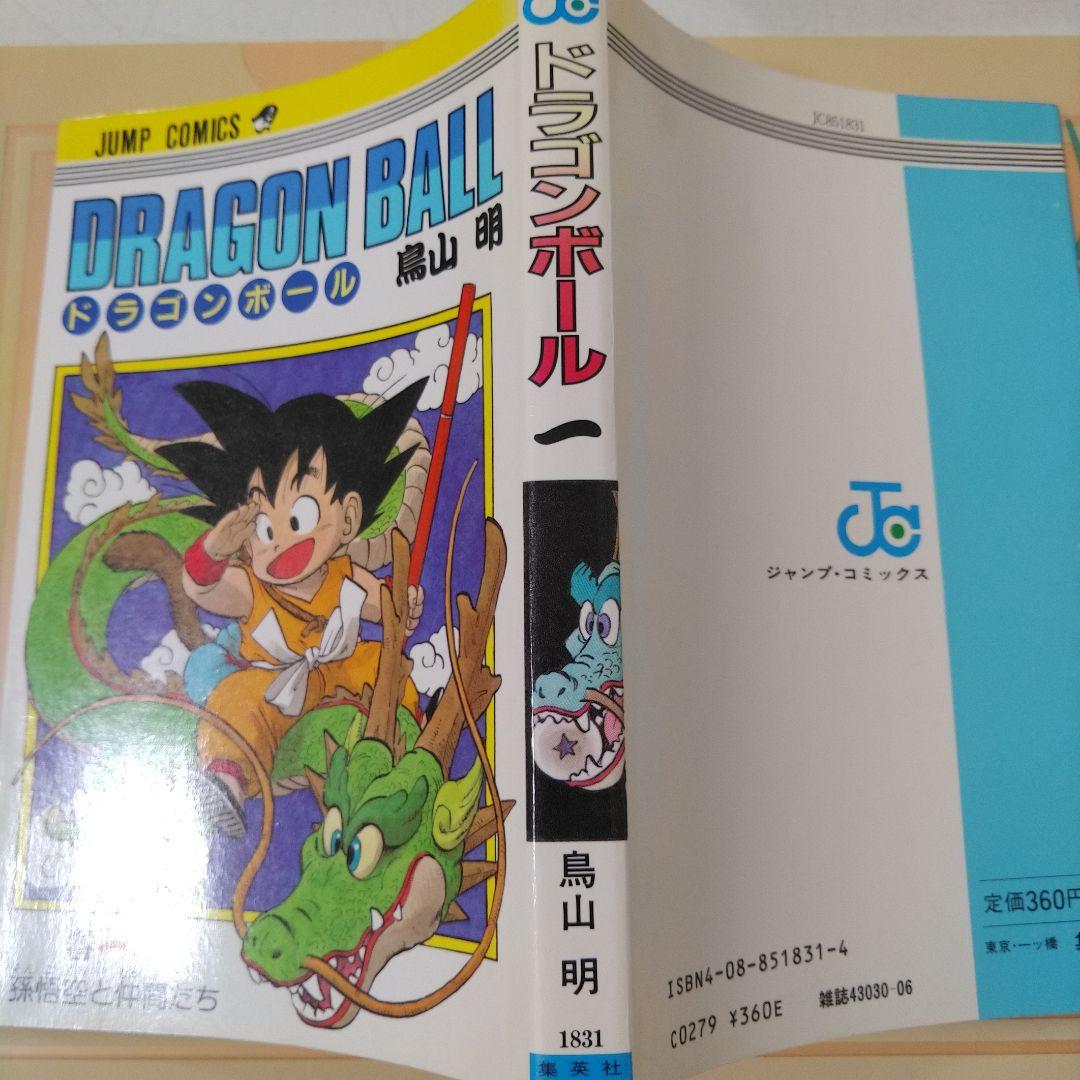 JUMP COMICS
DRAGON BALL
鳥山 明
ドラゴンボール
孫悟空と仲間たち
JC
ドラゴンボール
一
鳥山 明
1831
集英社
JC851831
JC
ジャンプ・コミックス
定価360円
東京・一ッ橋
ISBN4-08-851831-4
C0279 ¥360E
雑誌43030-06